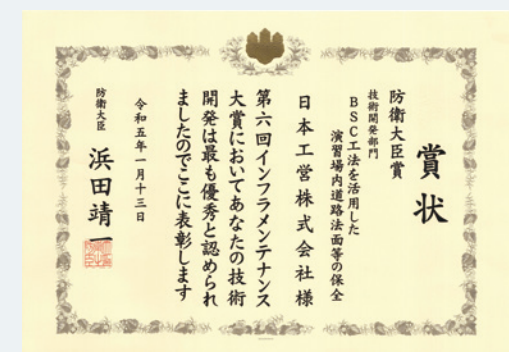 賞状
防衛大臣賞
技術開発部門
BSC工法を活用した
演習場内道路法面等の保全
日本工営株式会社様
第六回インフラメンテナンス
大賞においてあなたの技術
開発は最も優秀と認められ
ましたのでここに表彰します
令和五年一月十三日
防衛大臣 浜田靖一